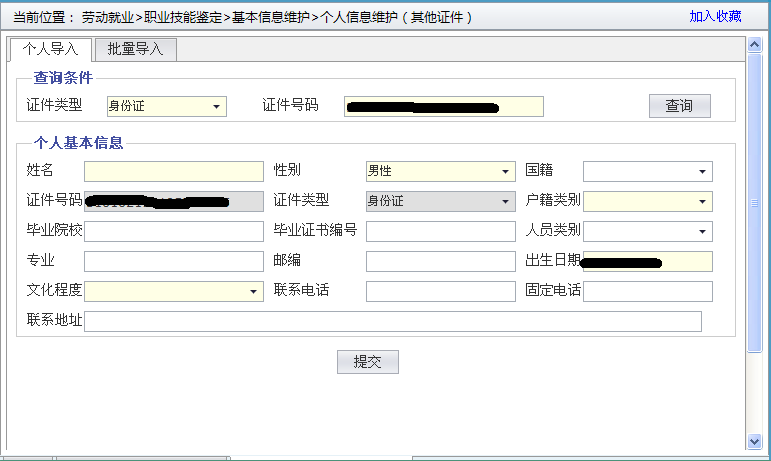 当前位置： 劳动就业>职业技能鉴定>基本信息维护>个人信息维护（其他证件） 加入收藏
个人导入 批量导入
查询条件
证件类型 身份证 证件号码 查询
个人基本信息
姓名 性别 男性 国籍
证件号码 证件类型 身份证 户籍类别
毕业院校 毕业证书编号 人员类别
专业 邮编 出生日期
文化程度 联系电话 固定电话
联系地址
提交